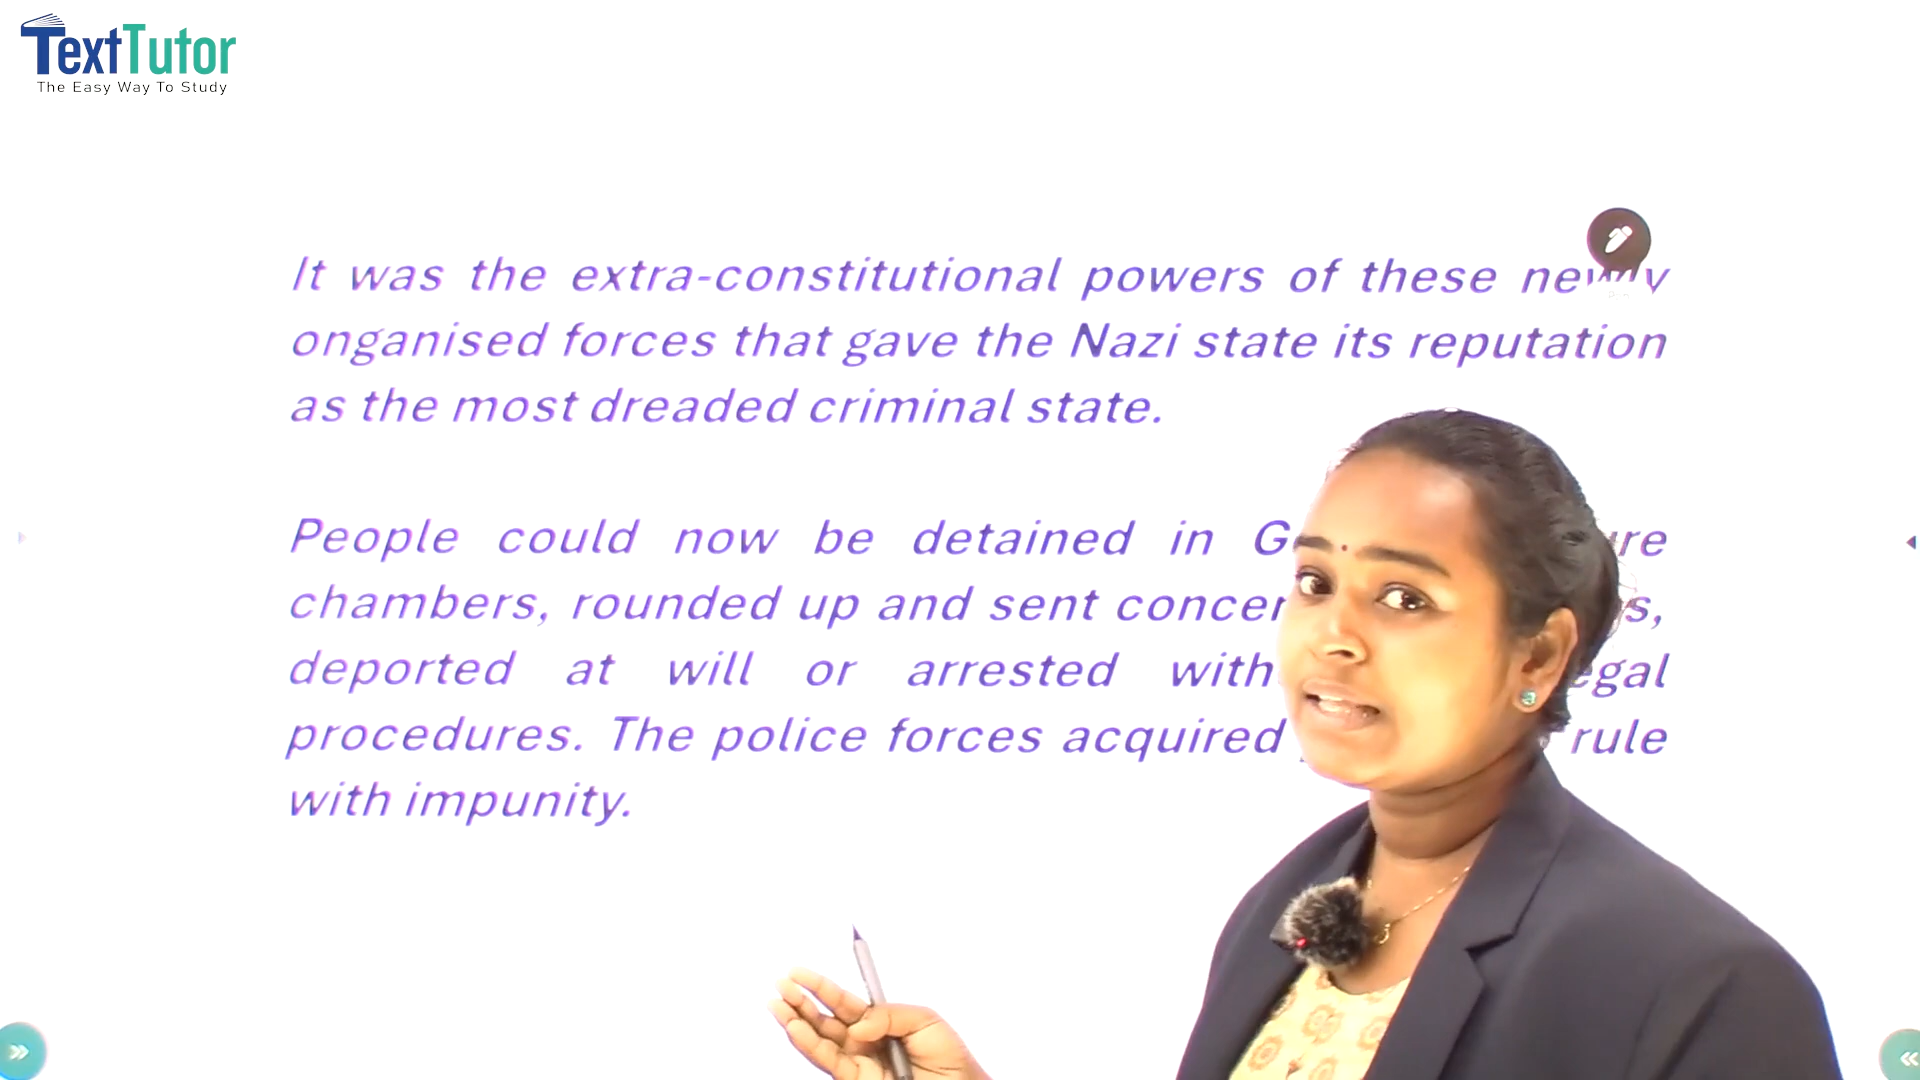 TextTutor
The Easy Way To Study
It was the extra-constitutional powers of these
onganised forces that gave the Nazi state its reputation
as the most dreaded criminal state.
People could now be detained in
chambers, rounded up and sent
deported at will or arrested
procedures. The police forces acquired rule
with impunity.